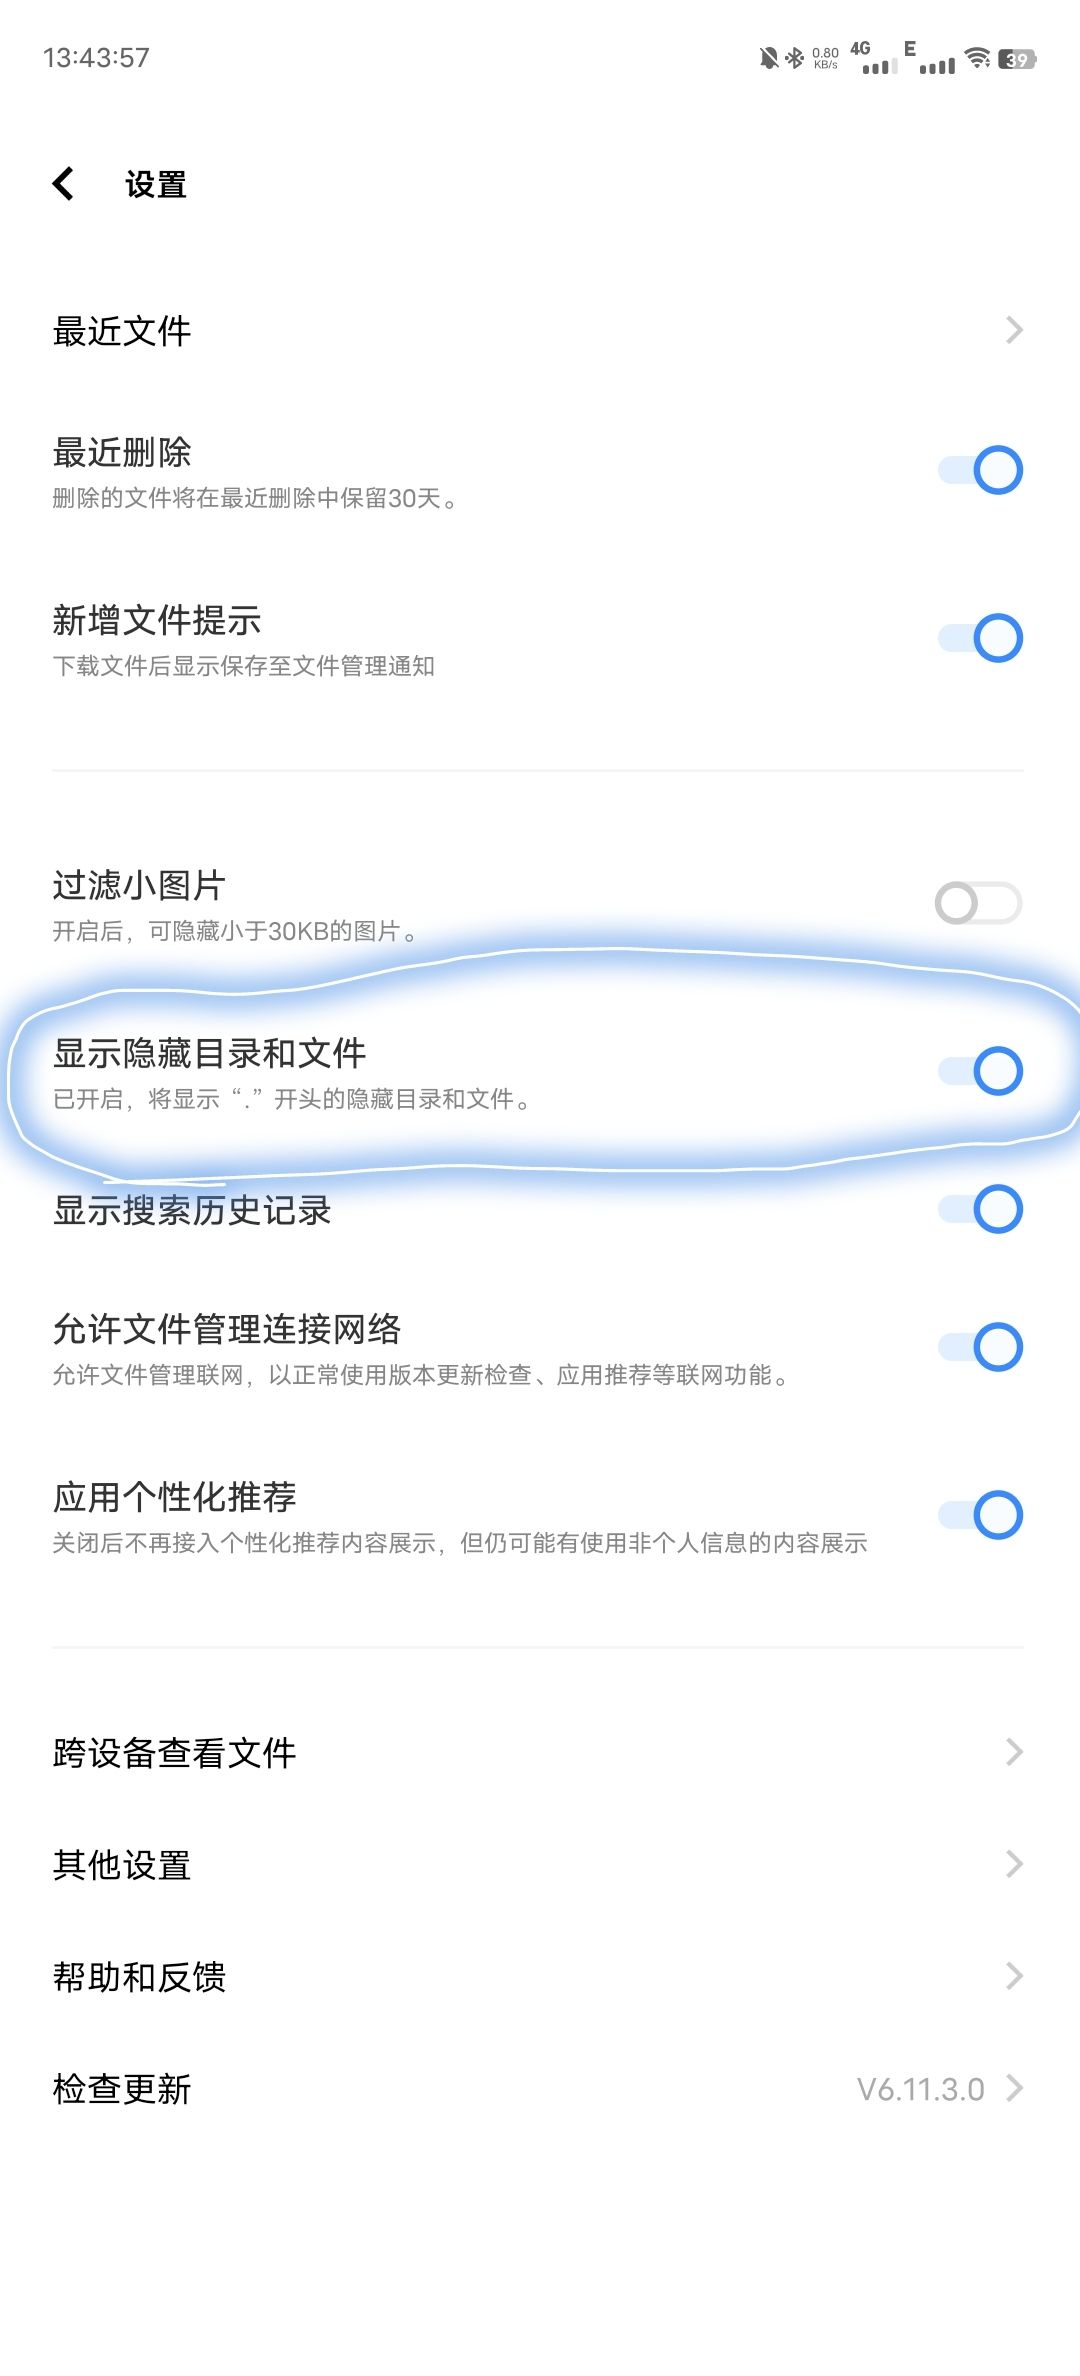 13:43:57
0.80
KB/s
4G
E
39
设置
最近文件
最近删除
删除的文件将在最近删除中保留30天。
新增文件提示
下载文件后显示保存至文件管理通知
过滤小图片
开启后，可隐藏小于30KB的图片。
显示隐藏目录和文件
已开启，将显示“.”开头的隐藏目录和文件。
显示搜索历史记录
允许文件管理连接网络
允许文件管理联网，以正常使用版本更新检查、应用推荐等联网功能。
应用个性化推荐
关闭后不再接入个性化推荐内容展示，但仍可能有使用非个人信息的内容展示
跨设备查看文件
其他设置
帮助和反馈
检查更新
V6.11.3.0